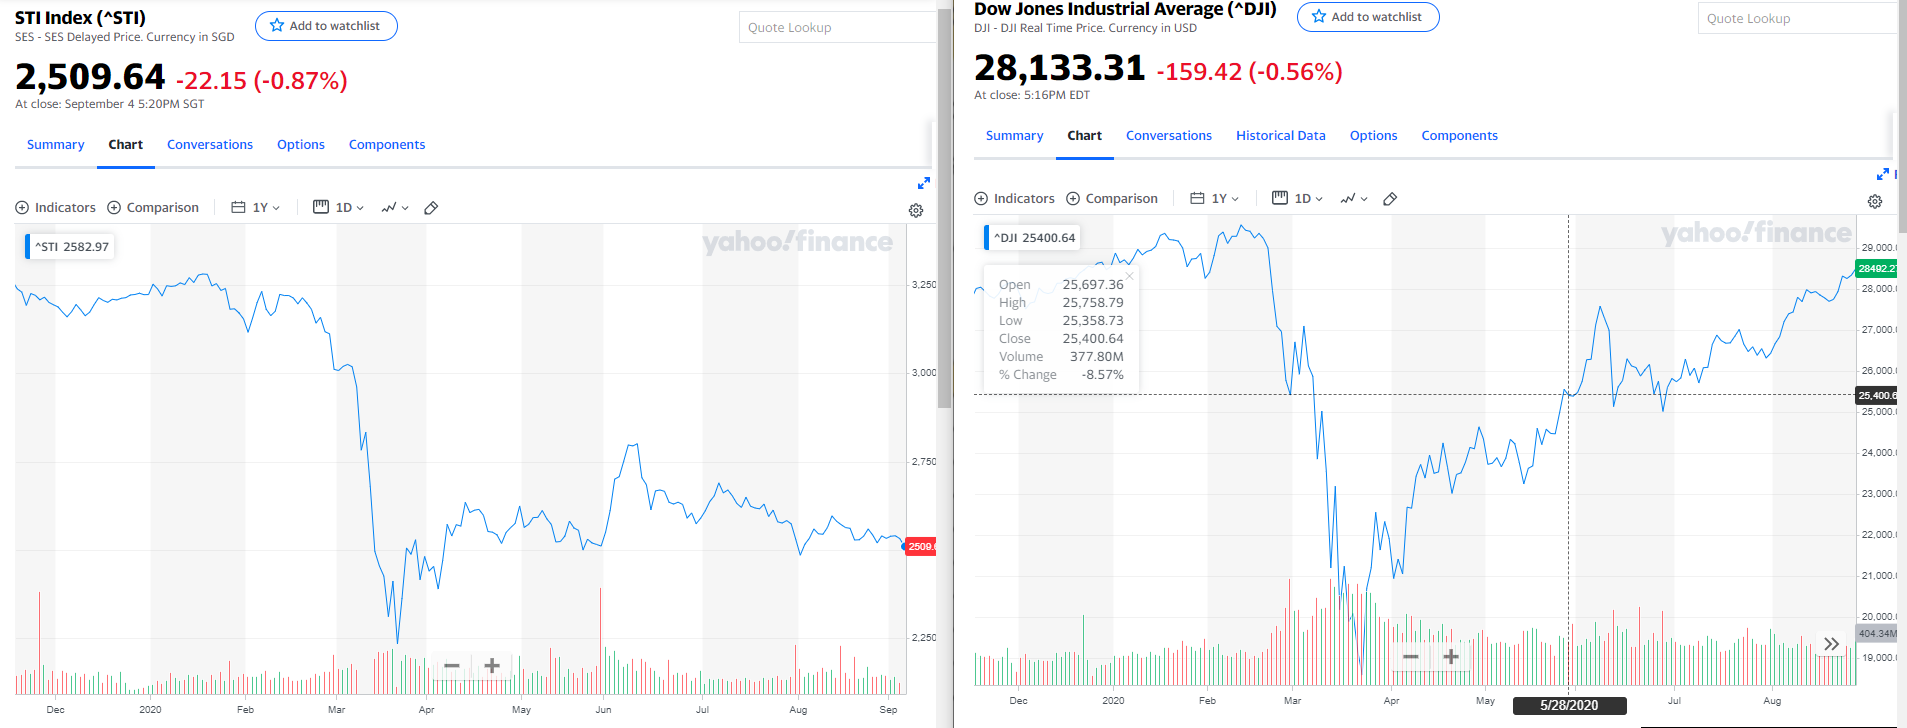 STI Index (^STI)
SES - SES Delayed Price. Currency in SGD
Add to watchlist
Quote Lookup
2,509.64 -22.15 (-0.87%)
At close: September 4 5:20PM SGT
Summary Chart Conversations Options Components
Indicators Comparison 1Y 1D
^STI 2582.97
yahoo!finance
3,250
3,000
2,750
2509.6
2,250
Dec 2020 Feb Mar Apr May Jun Jul Aug Sep
Dow Jones Industrial Average (^DJI)
DJI - DJI Real Time Price. Currency in USD
Add to watchlist
Quote Lookup
28,133.31 -159.42 (-0.56%)
At close: 5:16PM EDT
Summary Chart Conversations Historical Data Options Components
Indicators Comparison 1Y 1D
^DJI 25400.64
yahoo!finance
Open 25,697.36
High 25,758.79
Low 25,358.73
Close 25,400.64
Volume 377.80M
% Change -8.57%
29,000.
28492.27
28,000.
27,000.
26,000.
25,400.6
25,000.
24,000.
23,000.
22,000.
21,000.
20,000.
404.34M
19,000.
Dec 2020 Feb Mar Apr May 5/28/2020 Jul Aug